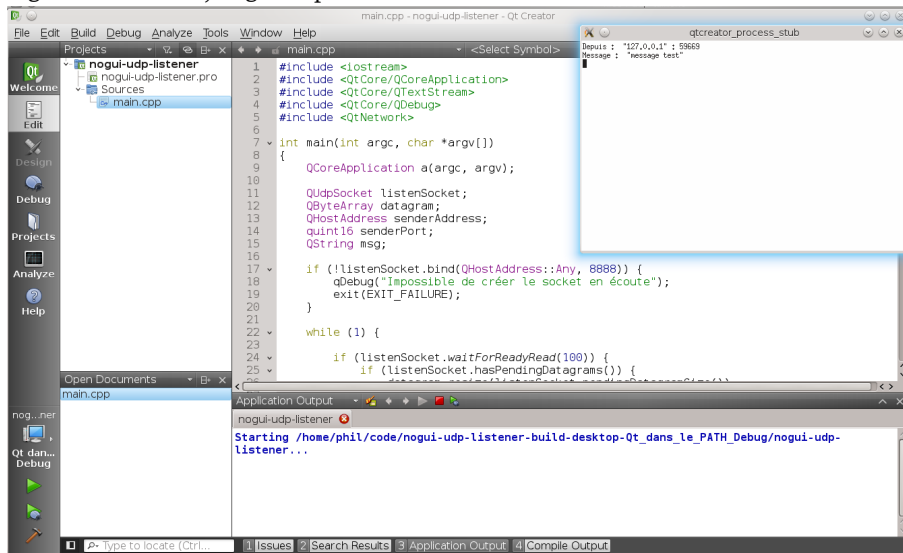 main.cpp - nogui-udp-listener - Qt Creator
File Edit Build Debug Analyze Tools Window Help
Projects
main.cpp
<Select Symbol>
qtcreator_process_stub
Depuis : "127.0.0.1" : 59669
Message : "message test"
Welcome
Edit
Design
Debug
Projects
Analyze
Help
nogui-udp-listener
nogui-udp-listener.pro
Sources
main.cpp
1 #include <iostream>
2 #include <QtCore/QCoreApplication>
3 #include <QtCore/QTextStream>
4 #include <QtCore/QDebug>
5 #include <QtNetwork>
6
7 int main(int argc, char *argv[])
8 {
9 QCoreApplication a(argc, argv);
10
11 QUdpSocket listenSocket;
12 QByteArray datagram;
13 QHostAddress senderAddress;
14 quint16 senderPort;
15 QString msg;
16
17 if (!listenSocket.bind(QHostAddress::Any, 8888)) {
18 qDebug("Impossible de créer le socket en écoute");
19 exit(EXIT_FAILURE);
20 }
21
22 while (1) {
23
24 if (listenSocket.waitForReadyRead(100)) {
25 if (listenSocket.hasPendingDatagrams()) {
Open Documents
main.cpp
nog...ner
Qt dan...
Debug
Application Output
nogui-udp-listener
Starting /home/phil/code/nogui-udp-listener-build-desktop-Qt_dans_le_PATH_Debug/nogui-udp-
listener...
Type to locate (Ctrl...
1 Issues 2 Search Results 3 Application Output 4 Compile Output